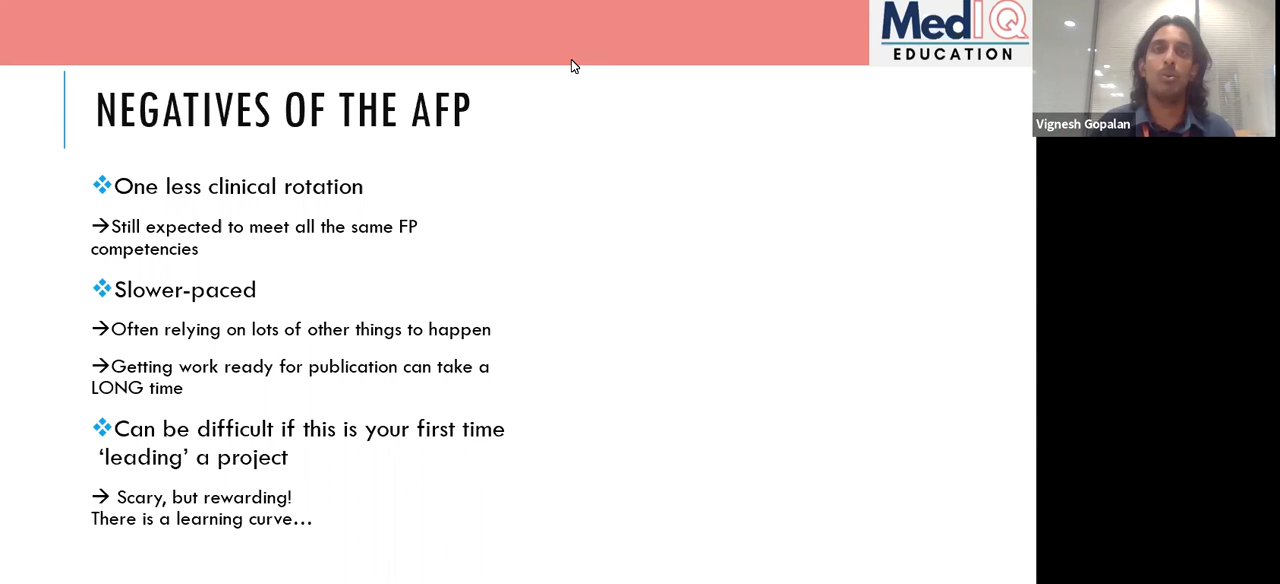 MedIQ
EDUCATION
Vignesh Gopalan
NEGATIVES OF THE AFP
❖One less clinical rotation
→Still expected to meet all the same FP
competencies
❖Slower-paced
→Often relying on lots of other things to happen
→Getting work ready for publication can take a
LONG time
❖Can be difficult if this is your first time
‘leading’ a project
→ Scary, but rewarding!
There is a learning curve…